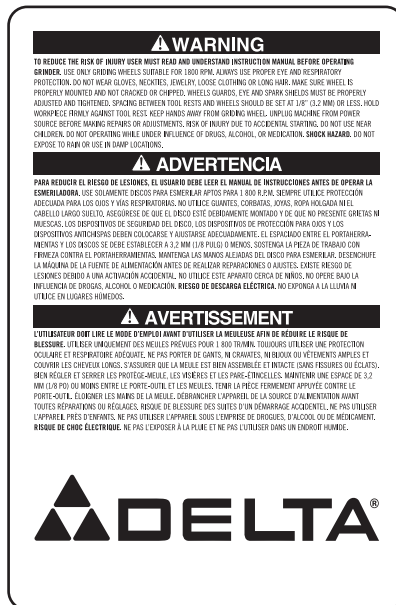 WARNING
TO REDUCE THE RISK OF INJURY USER MUST READ AND UNDERSTAND INSTRUCTION MANUAL BEFORE OPERATING
GRINDER. USE ONLY GRIDING WHEELS SUITABLE FOR 1800 RPM. ALWAYS USE PROPER EYE AND RESPIRATORY
PROTECTION. DO NOT WEAR GLOVES, NECKTIES, JEWELRY, LOOSE CLOTHING OR LONG HAIR. MAKE SURE WHEEL IS
PROPERLY MOUNTED AND NOT CRACKED OR CHIPPED. WHEELS GUARDS, EYE AND SPARK SHIELDS MUST BE PROPERLY
ADJUSTED AND TIGHTENED. SPACING BETWEEN TOOL RESTS AND WHEELS SHOULD BE SET AT 1/8" (3.2 MM) OR LESS. HOLD
WORKPIECE FIRMLY AGAINST TOOL REST. KEEP HANDS AWAY FROM GRINDING WHEEL. UNPLUG MACHINE FROM POWER
SOURCE BEFORE MAKING REPAIRS OR ADJUSTMENTS. RISK OF INJURY DUE TO ACCIDENTAL STARTING. DO NOT USE NEAR
CHILDREN. DO NOT OPERATE WHILE UNDER INFLUENCE OF DRUGS, ALCOHOL, OR MEDICATION. SHOCK HAZARD. DO NOT
EXPOSE TO RAIN OR USE IN DAMP LOCATIONS.
ADVERTENCIA
PARA REDUCIR EL RIESGO DE LESIONES, EL USUARIO DEBE LEER EL MANUAL DE INSTRUCCIONES ANTES DE OPERAR LA
ESMERILADORA. USE SOLAMENTE DISCOS PARA ESMERILAR APTOS PARA 1 800 R.P.M. SIEMPRE UTILICE PROTECCIÓN
ADECUADA PARA LOS OJOS Y VÍAS RESPIRATORIAS. NO UTILICE GUANTES, CORBATAS, JOYAS, ROPA HOLGADA NI EL
CABELLO LARGO SUELTO. ASEGÚRESE DE QUE EL DISCO ESTÉ DEBIDAMENTE MONTADO Y DE QUE NO PRESENTE GRIETAS NI
MUESCAS. LOS DISPOSITIVOS DE SEGURIDAD DEL DISCO, LOS DISPOSITIVOS DE PROTECCIÓN PARA OJOS Y LOS
DISPOSITIVOS ANTICHISPAS DEBEN COLOCARSE Y AJUSTARSE ADECUADAMENTE. EL ESPACIADO ENTRE EL PORTAHERRA-
MIENTAS Y LOS DISCOS SE DEBE ESTABLECER A 3,2 MM (1/8 PULG) O MENOS. SOSTENGA LA PIEZA DE TRABAJO CON
FIRMEZA CONTRA EL PORTAHERRAMIENTAS. MANTENGA LAS MANOS ALEJADAS DEL DISCO PARA ESMERILAR. DESENCHUFE
LA MÁQUINA DE LA FUENTE DE ALIMENTACIÓN ANTES DE REALIZAR REPARACIONES O AJUSTES. EXISTE RIESGO DE
LESIONES DEBIDO A UNA ACTIVACIÓN ACCIDENTAL. NO UTILICE ESTE APARATO CERCA DE NIÑOS. NO OPERE BAJO LA
INFLUENCIA DE DROGAS, ALCOHOL O MEDICACIÓN. RIESGO DE DESCARGA ELÉCTRICA. NO EXPONGA A LA LLUVIA NI
UTILICE EN LUGARES HÚMEDOS.
AVERTISSEMENT
L'UTILISATEUR DOIT LIRE LE MODE D'EMPLOI AVANT D'UTILISER LA MEULEUSE AFIN DE RÉDUIRE LE RISQUE DE
BLESSURE. UTILISER UNIQUEMENT DES MEULES PRÉVUES POUR 1 800 TR/MIN. TOUJOURS UTILISER UNE PROTECTION
OCULAIRE ET RESPIRATOIRE ADÉQUATE. NE PAS PORTER DE GANTS, NI CRAVATES, NI BIJOUX OU VÊTEMENTS AMPLES ET
COUVRIR LES CHEVEUX LONGS. S'ASSURER QUE LA MEULE EST BIEN ASSEMBLÉE ET INTACTE (SANS FISSURES OU ÉCLATS).
BIEN RÉGLER ET SERRER LES PROTÈGE-MEULE, LES VISIÈRES ET LES PARE-ÉTINCELLES. MAINTENIR UNE ESPACE DE 3,2
MM (1/8 PO) OU MOINS ENTRE LE PORTE-OUTIL ET LES MEULES. TENIR LA PIÈCE FERMEMENT APPUYÉE CONTRE LE
PORTE-OUTIL. ÉLOIGNER LES MAINS DE LA MEULE. DÉBRANCHER L'APPAREIL DE LA SOURCE D'ALIMENTATION AVANT
TOUTES RÉPARATIONS OU RÉGLAGES. RISQUE DE BLESSURE DES SUITES D'UN DÉMARRAGE ACCIDENTEL. NE PAS UTILISER
L'APPAREIL PRÈS D'ENFANTS. NE PAS UTILISER L'APPAREIL SOUS L'EMPRISE DE DROGUES, D'ALCOOL OU DE MÉDICAMENT.
RISQUE DE CHOC ÉLECTRIQUE. NE PAS L'EXPOSER À LA PLUIE ET NE PAS L'UTILISER DANS UN ENDROIT HUMIDE.
DELTA®